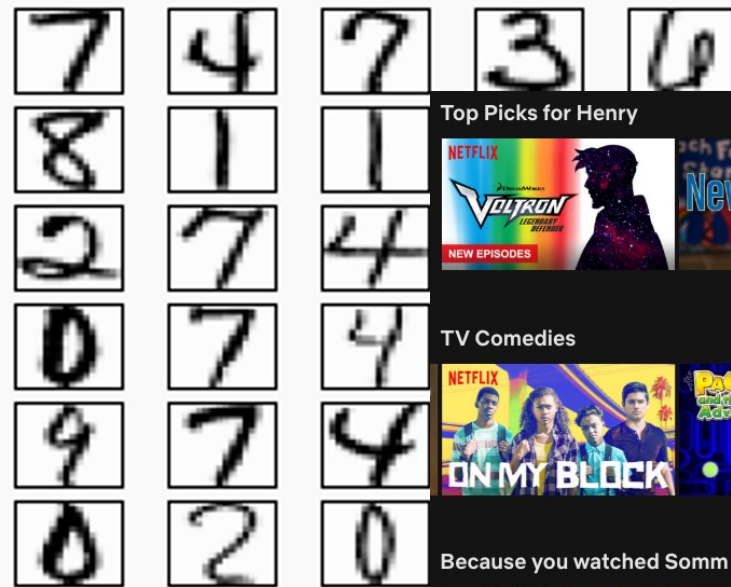 7 4 7 3 6
8 1 1
Top Picks for Henry
NETFLIX
DREAMWORKS
VOLTRON
LEGENDARY
DEFENDER
NEW EPISODES
2 7 4
0 7 4
TV Comedies
NETFLIX
ON MY BLOCK
9 7 4
0 2 0
Because you watched Somm